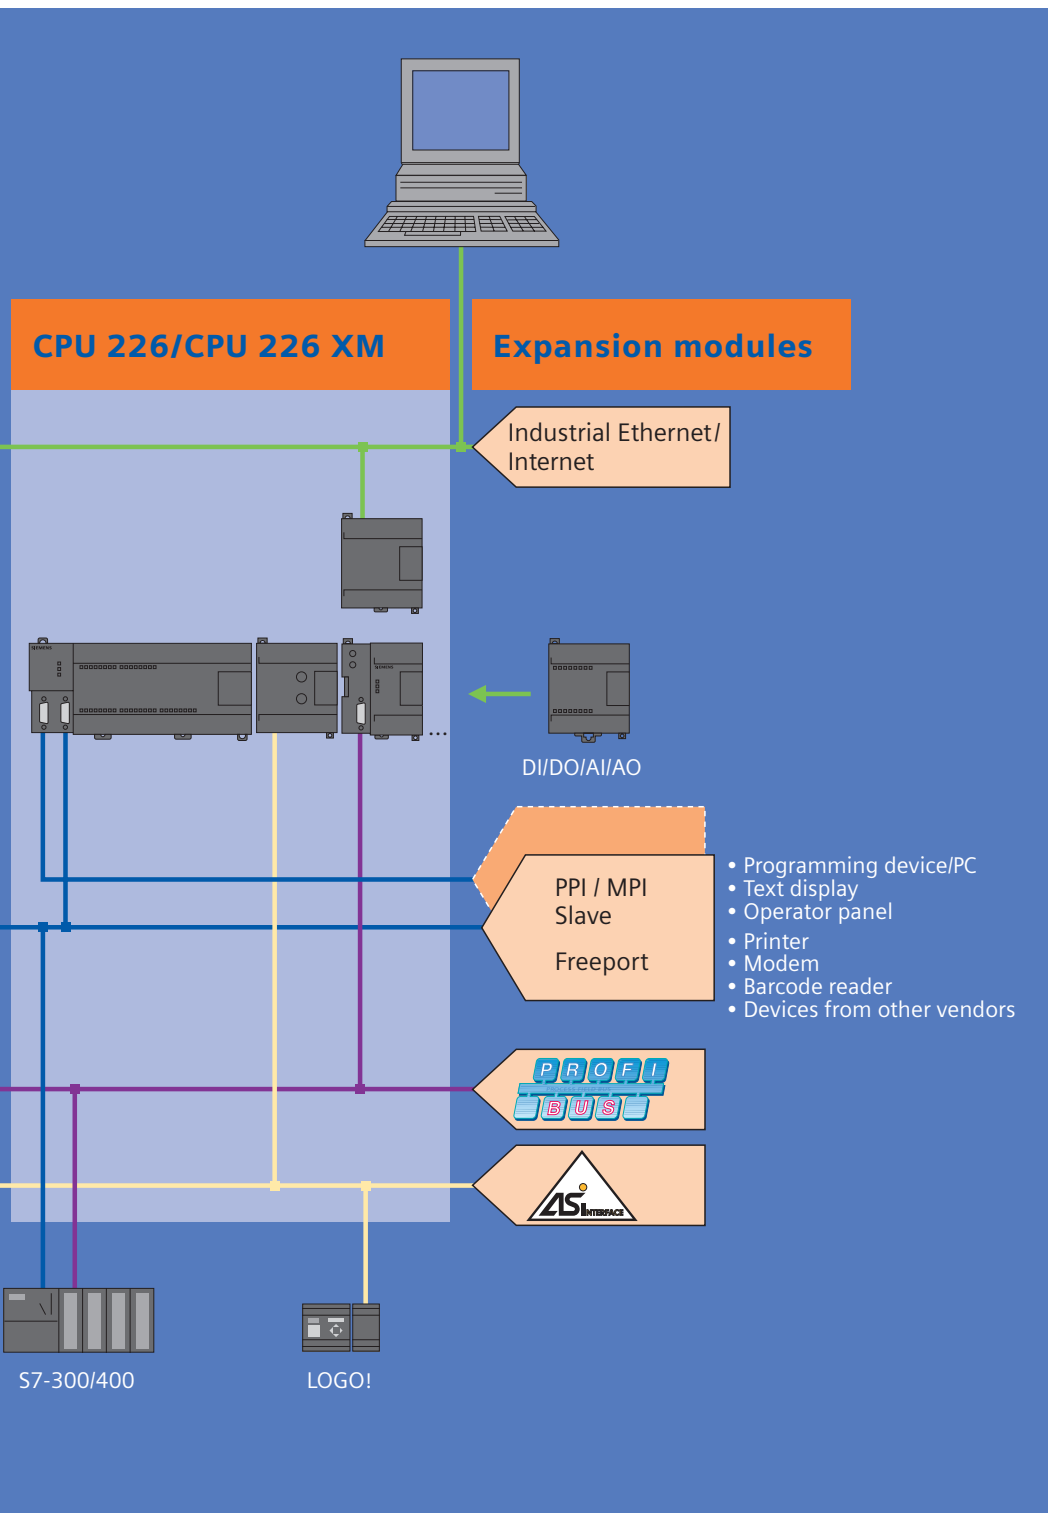 CPU 226/CPU 226 XM
Expansion modules
Industrial Ethernet/
Internet
SIEMENS
SIEMENS
...
DI/DO/AI/AO
PPI / MPI
Slave
Freeport
• Programming device/PC
• Text display
• Operator panel
• Printer
• Modem
• Barcode reader
• Devices from other vendors
PROFI
BUS
ASi
INTERFACE
S7-300/400
LOGO!